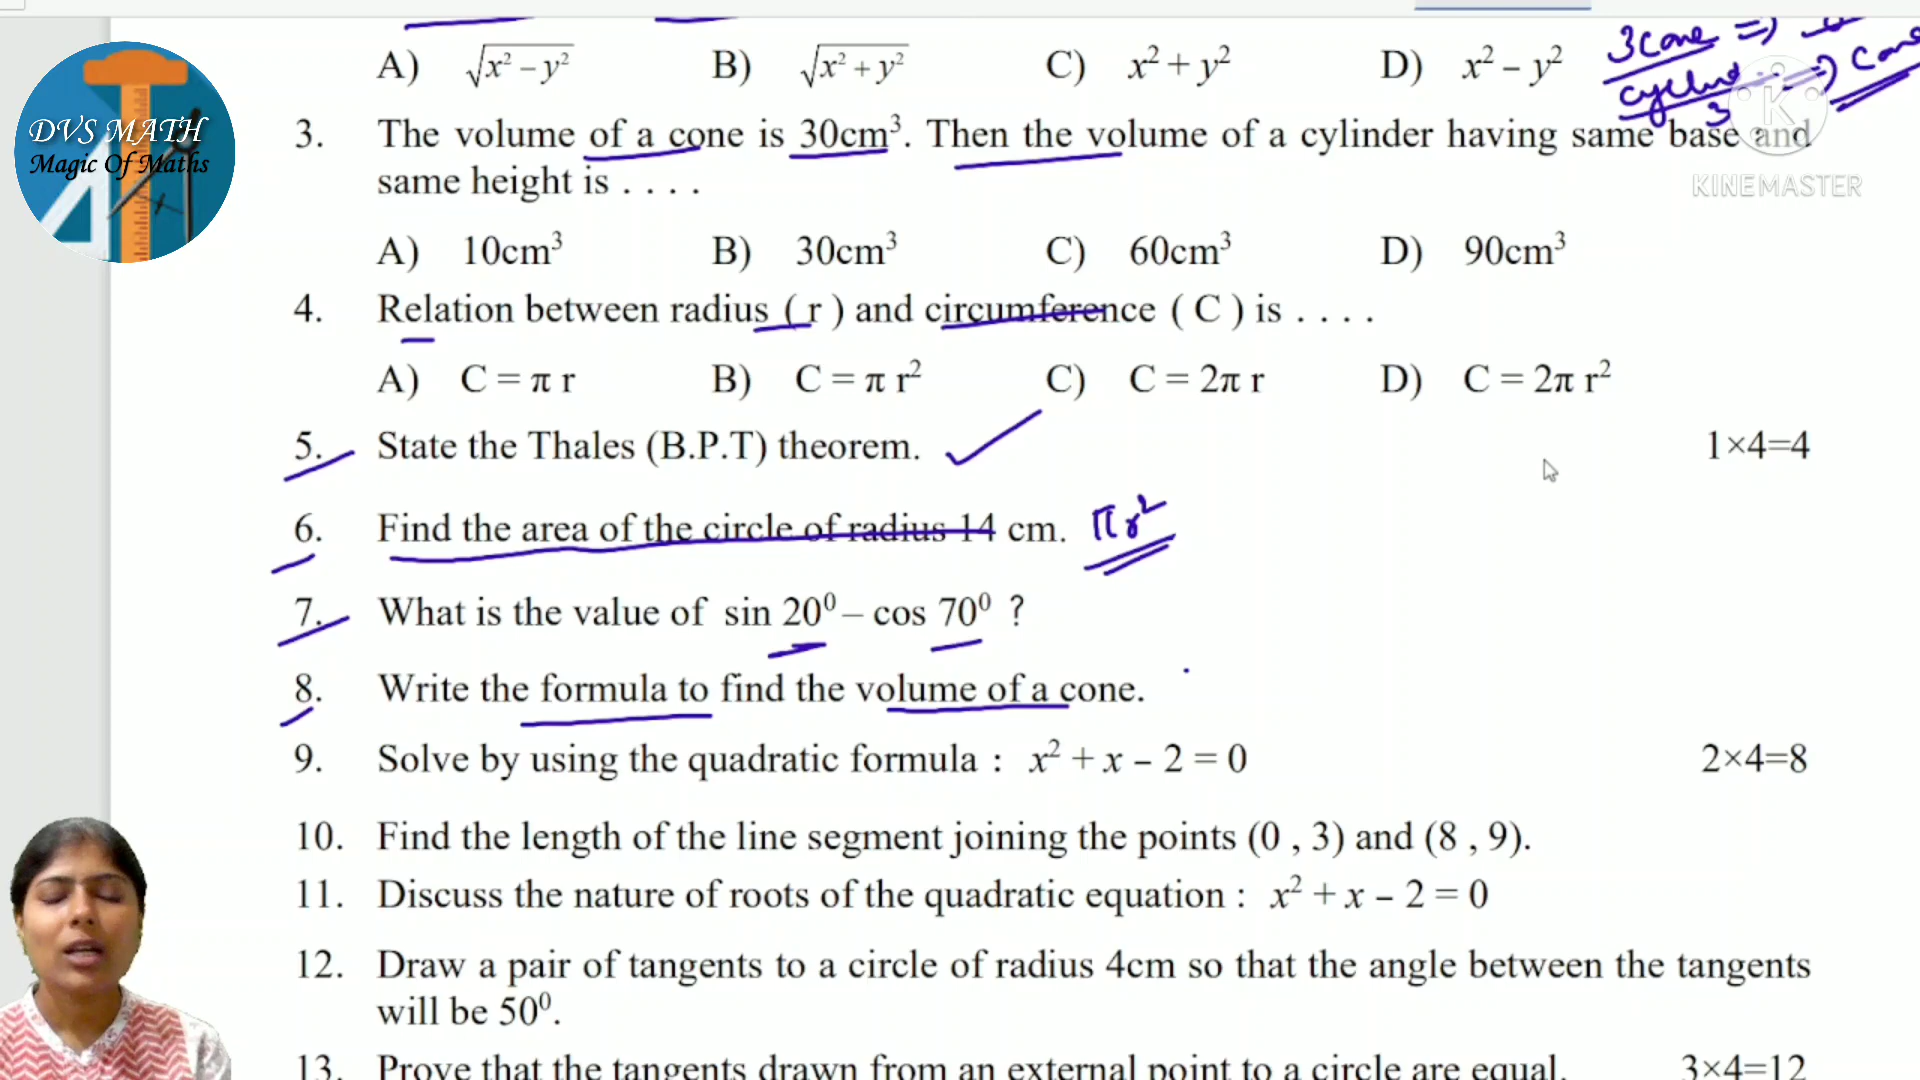 A) √x² – y² B) √x² + y² C) x² + y² D) x² – y²
3 Cone ⇒
cylind
3 ⇒ Cone
DVS MATH
Magic Of Maths
3. The volume of a cone is 30cm³. Then the volume of a cylinder having same base and
same height is . . . .
KINEMASTER
A) 10cm³ B) 30cm³ C) 60cm³ D) 90cm³
4. Relation between radius ( r ) and circumference ( C ) is . . . .
A) C = π r B) C = π r² C) C = 2π r D) C = 2π r²
5. State the Thales (B.P.T) theorem. 1×4=4
6. Find the area of the circle of radius 14 cm. πr²
7. What is the value of sin 20⁰ – cos 70⁰ ?
8. Write the formula to find the volume of a cone.
9. Solve by using the quadratic formula : x² + x – 2 = 0 2×4=8
10. Find the length of the line segment joining the points (0 , 3) and (8 , 9).
11. Discuss the nature of roots of the quadratic equation : x² + x – 2 = 0
12. Draw a pair of tangents to a circle of radius 4cm so that the angle between the tangents
will be 50⁰.
13. Prove that the tangents drawn from an external point to a circle are equal. 3×4=12